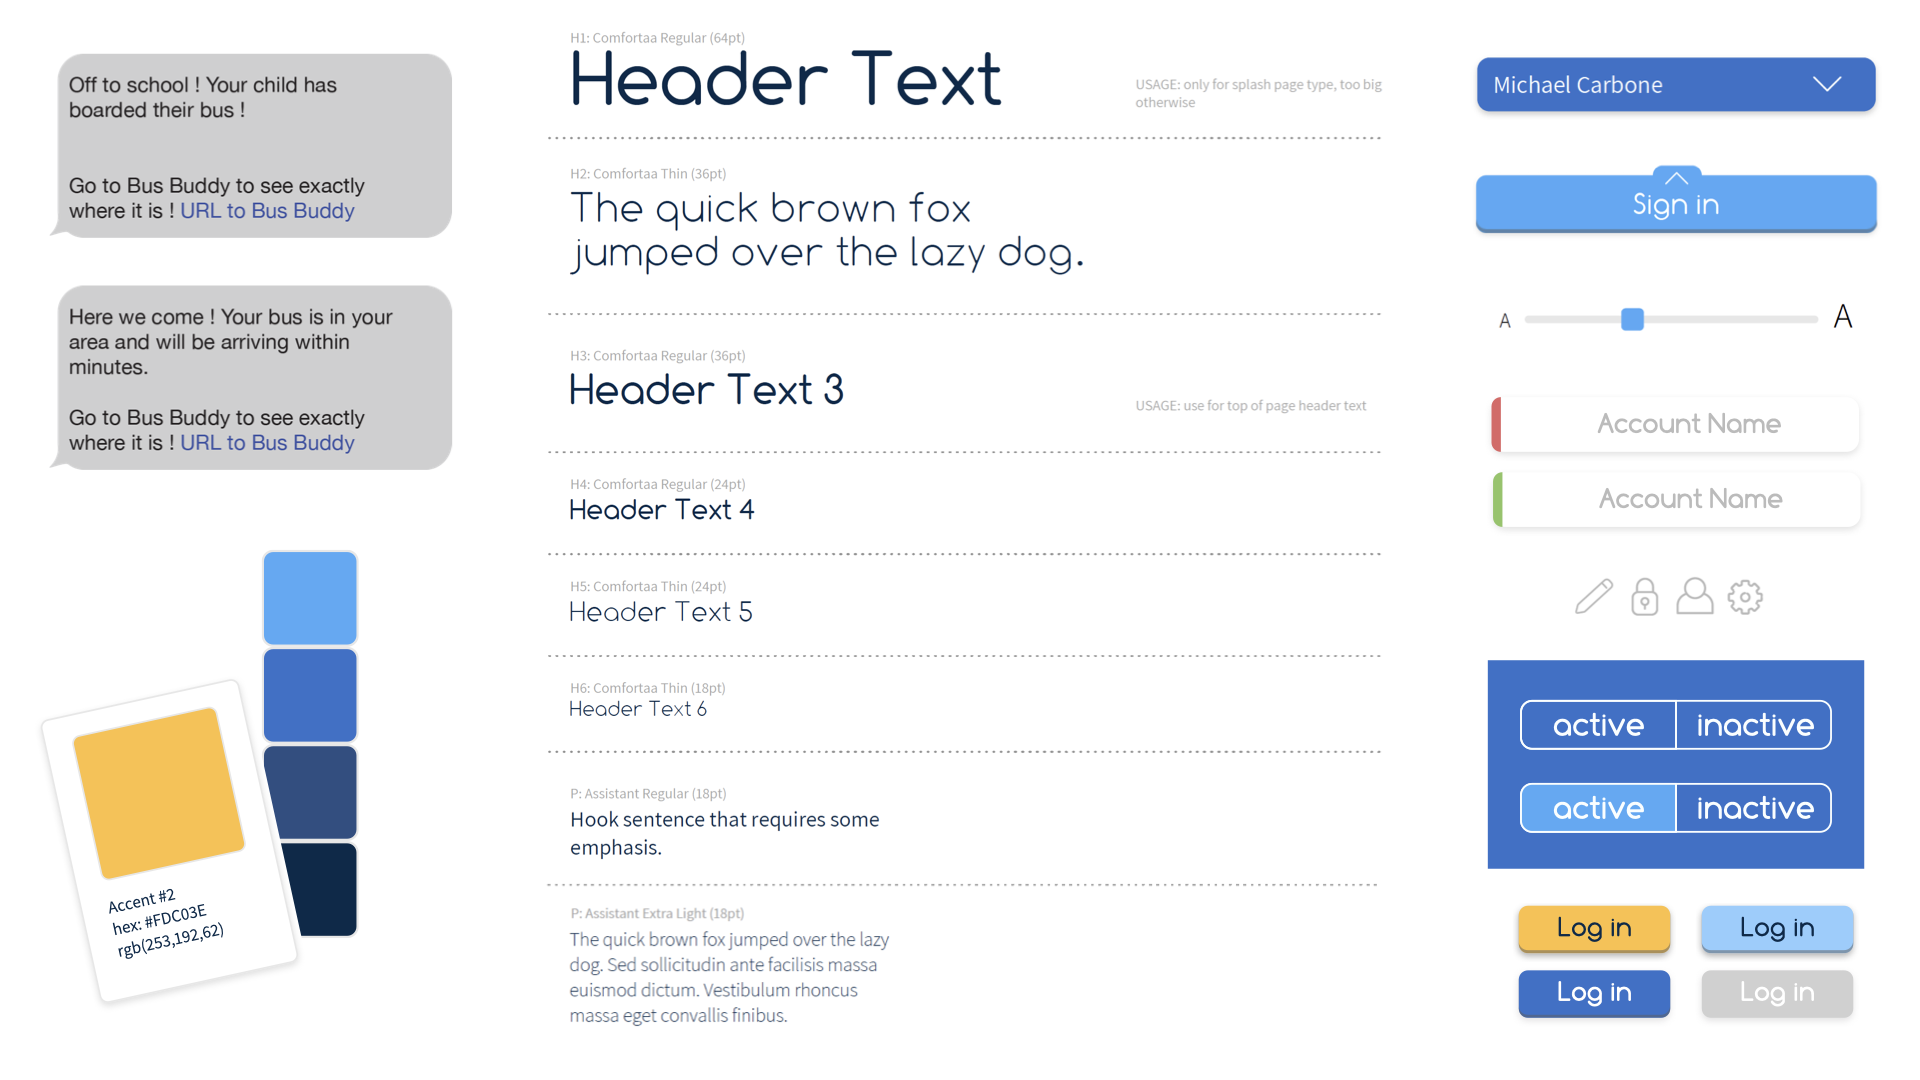 Off to school ! Your child has
boarded their bus !
Go to Bus Buddy to see exactly
where it is ! URL to Bus Buddy
Here we come ! Your bus is in your
area and will be arriving within
minutes.
Go to Bus Buddy to see exactly
where it is ! URL to Bus Buddy
Accent #2
hex: #FDC03E
rgb(253,192,62)
H1: Comfortaa Regular (64pt)
Header Text
USAGE: only for splash page type, too big
otherwise
H2: Comfortaa Thin (36pt)
The quick brown fox
jumped over the lazy dog.
H3: Comfortaa Regular (36pt)
Header Text 3
USAGE: use for top of page header text
H4: Comfortaa Regular (24pt)
Header Text 4
H5: Comfortaa Thin (24pt)
Header Text 5
H6: Comfortaa Thin (18pt)
Header Text 6
P: Assistant Regular (18pt)
Hook sentence that requires some
emphasis.
P: Assistant Extra Light (18pt)
The quick brown fox jumped over the lazy
dog. Sed sollicitudin ante facilisis massa
euismod dictum. Vestibulum rhoncus
massa eget convallis finibus.
Michael Carbone
Sign in
A A
Account Name
Account Name
active inactive
active inactive
Log in Log in
Log in Log in